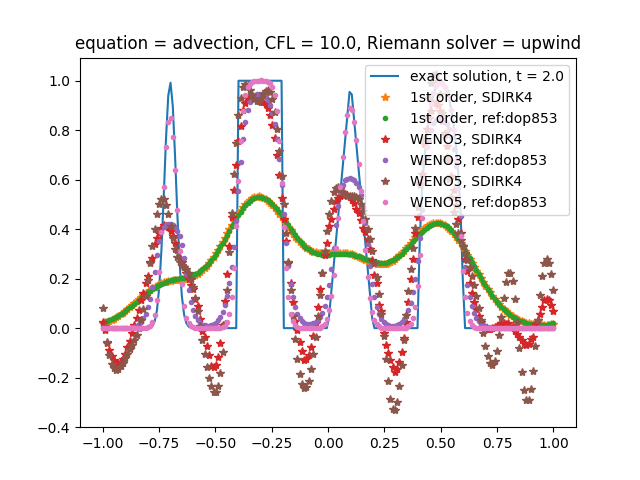 equation = advection, CFL = 10.0, Riemann solver = upwind
exact solution, t = 2.0
1st order, SDIRK4
1st order, ref:dop853
WENO3, SDIRK4
WENO3, ref:dop853
WENO5, SDIRK4
WENO5, ref:dop853
1.0
0.8
0.6
0.4
0.2
0.0
−0.2
−0.4
−1.00 −0.75 −0.50 −0.25 0.00 0.25 0.50 0.75 1.00